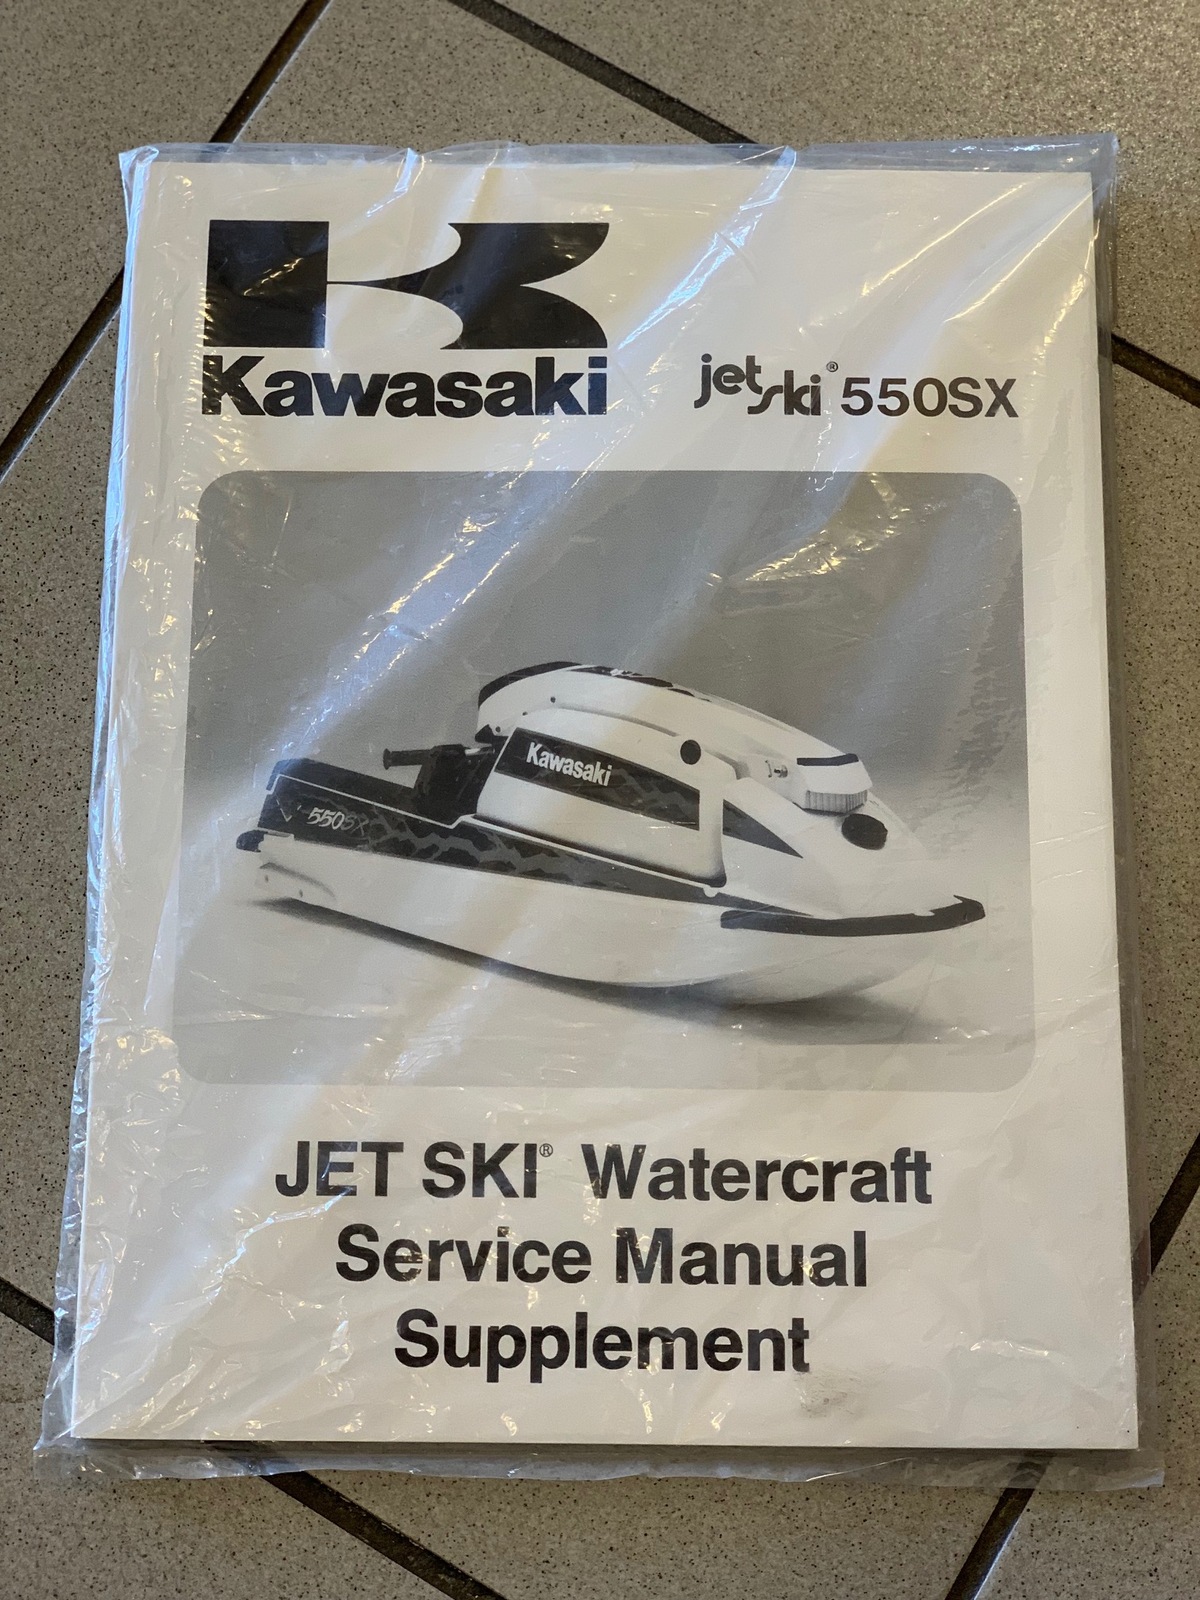 Kawasaki
jet ski® 550SX
Kawasaki
550SX
JET SKI® Watercraft
Service Manual
Supplement